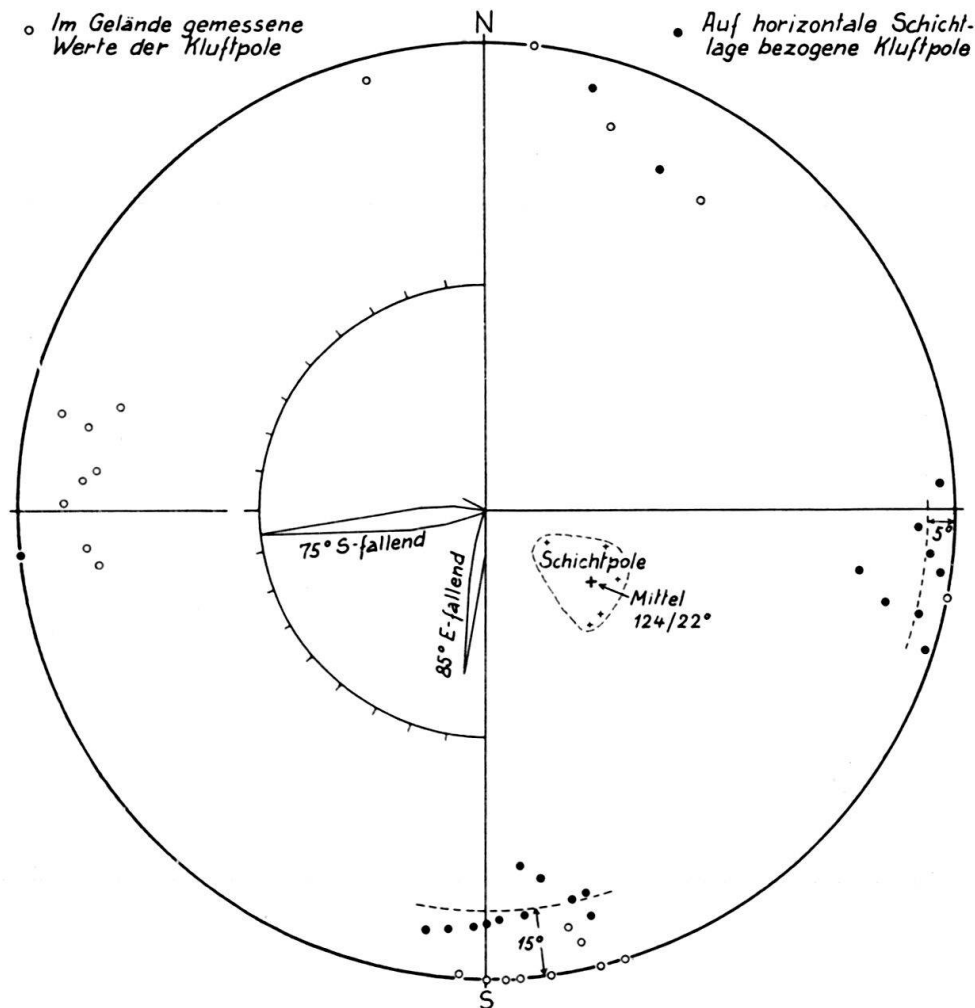 Im Gelände gemessene
Werte der Kluftpole
N
Auf horizontale Schicht-
lage bezogene Kluftpole
5°
75° S-fallend
Schichtpole
Mittel
124/22°
85° E-fallend
15°
S